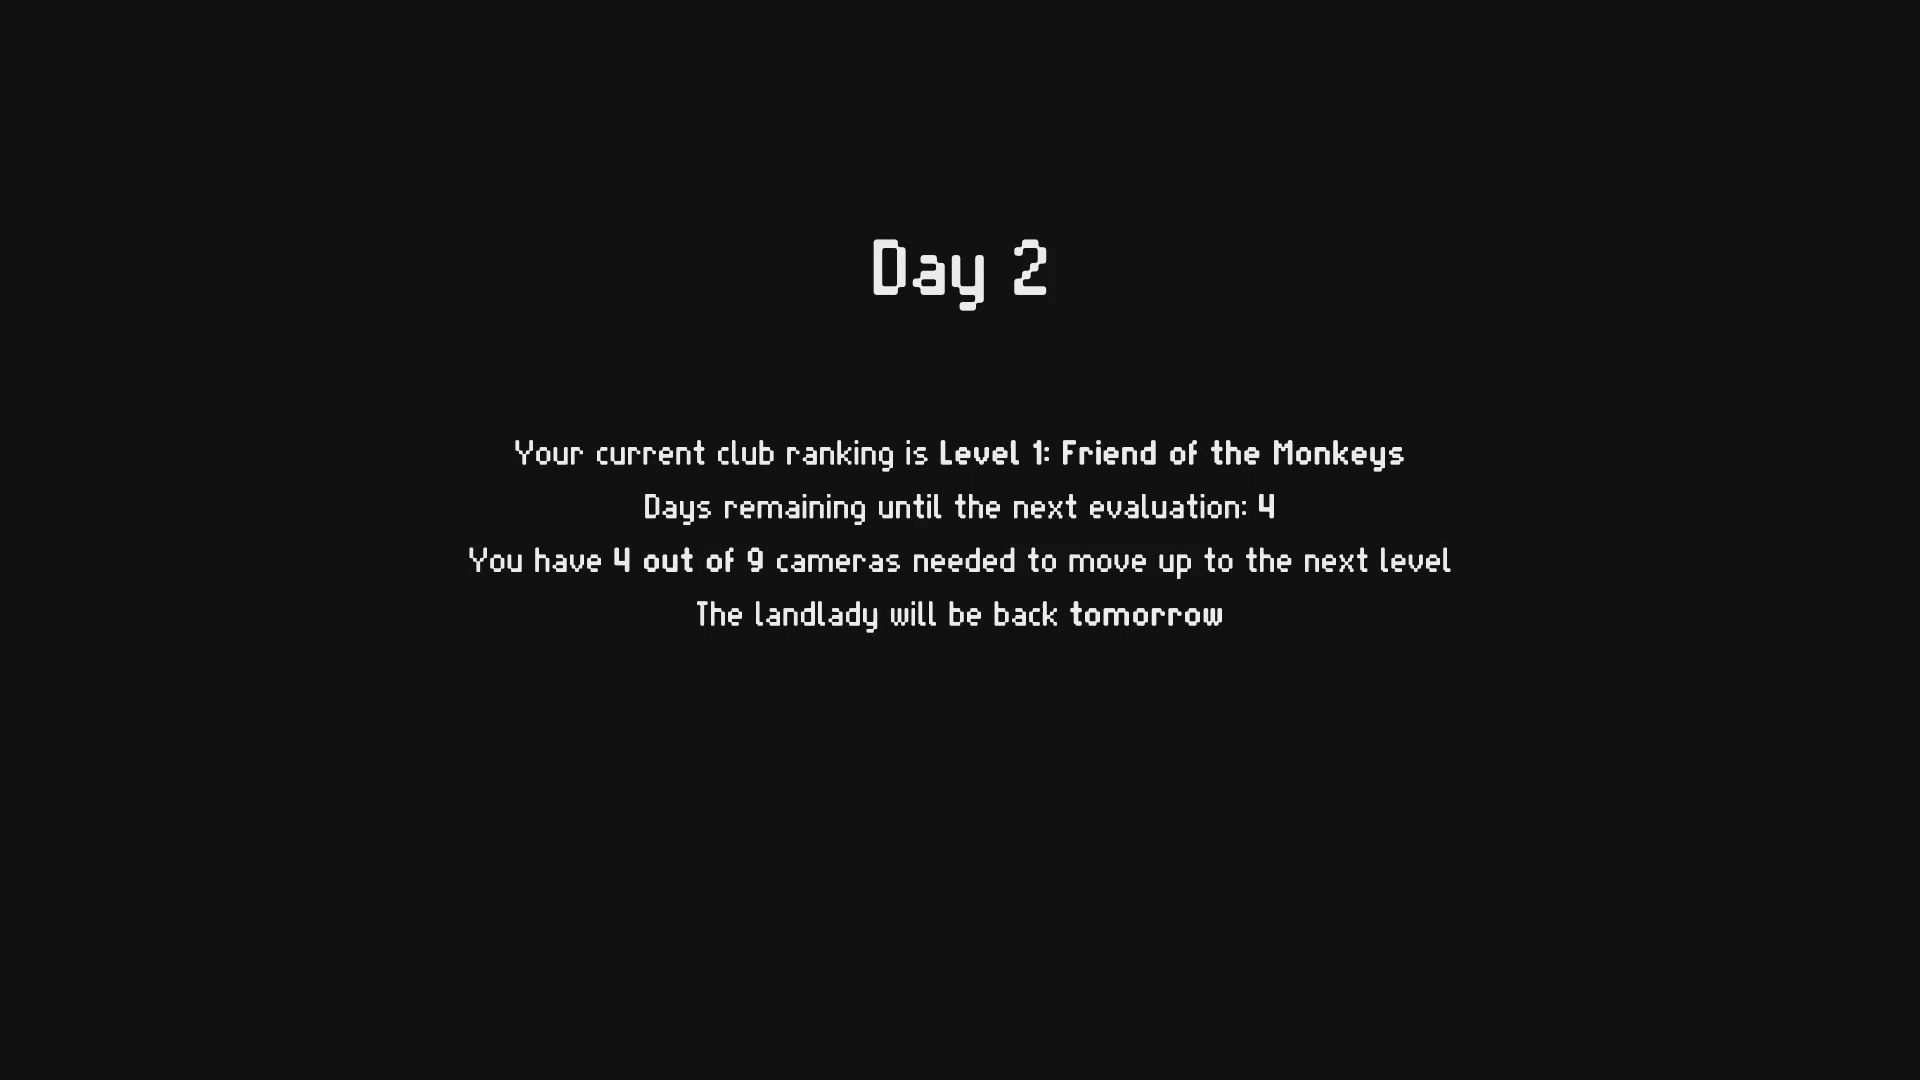 Day 2
Your current club ranking is Level 1: Friend of the Monkeys
Days remaining until the next evaluation: 4
You have 4 out of 9 cameras needed to move up to the next level
The landlady will be back tomorrow